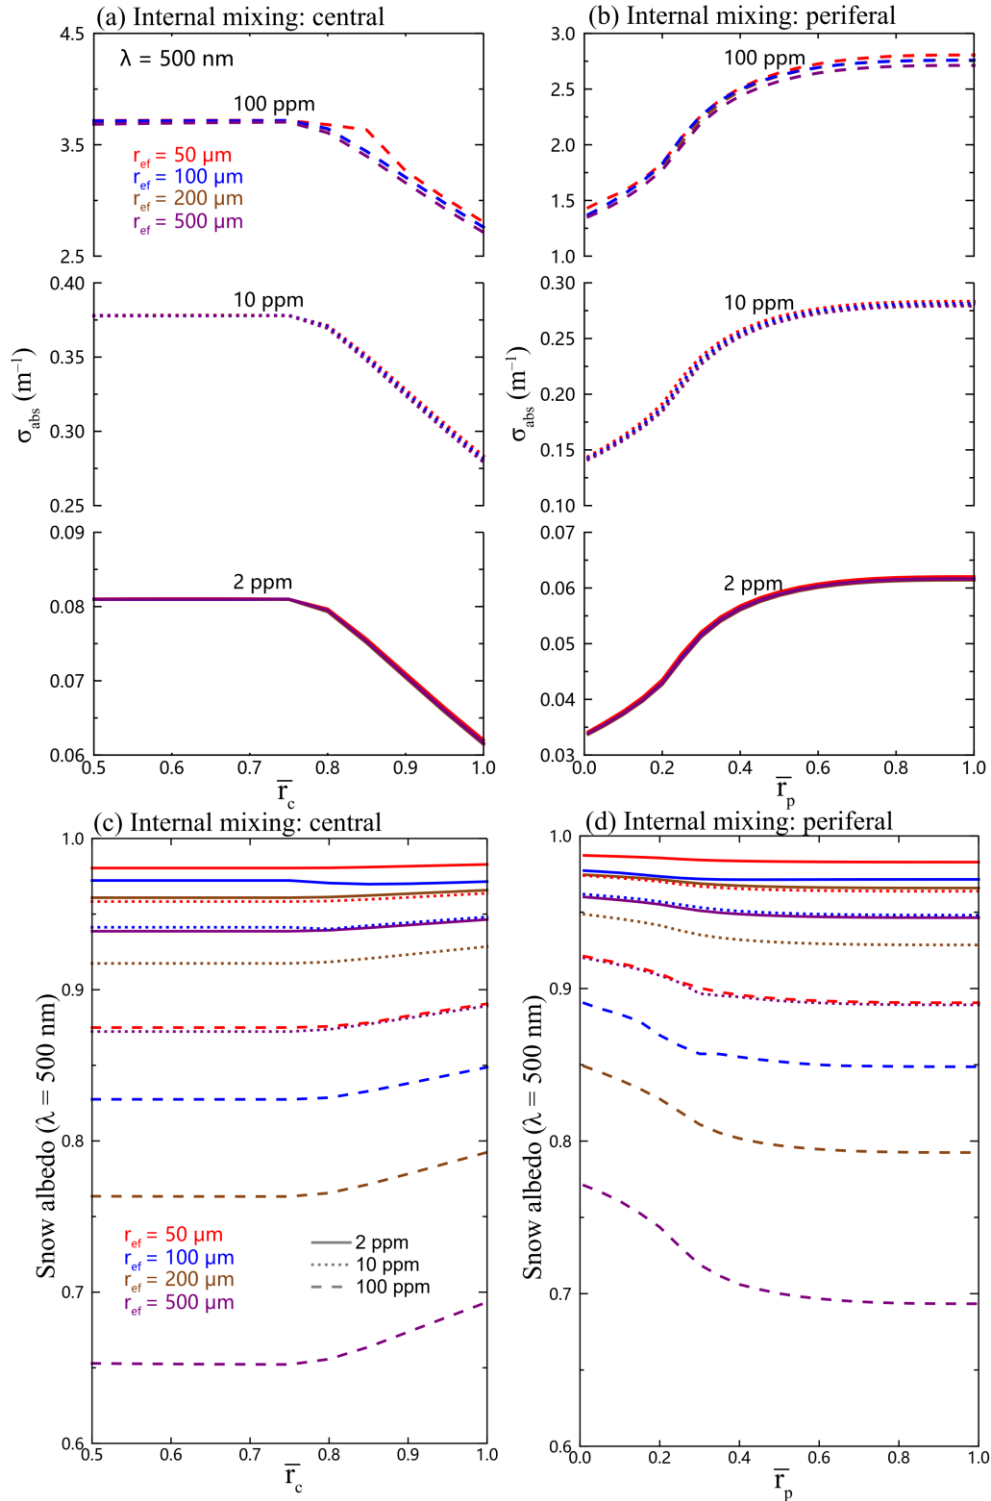 (a) Internal mixing: central
(b) Internal mixing: periferal
4.5
3.5
2.5
λ = 500 nm
100 ppm
r_ef = 50 μm
r_ef = 100 μm
r_ef = 200 μm
r_ef = 500 μm
3.0
2.5
2.0
1.5
1.0
100 ppm
0.40
0.35
0.30
0.25
10 ppm
σ_abs (m⁻¹)
0.30
0.25
0.20
0.15
0.10
10 ppm
σ_abs (m⁻¹)
0.09
0.08
0.07
0.06
2 ppm
0.5 0.6 0.7 0.8 0.9 1.0
r̅_c
0.07
0.06
0.05
0.04
0.03
2 ppm
0.0 0.2 0.4 0.6 0.8 1.0
r̅_p
(c) Internal mixing: central
(d) Internal mixing: periferal
1.0
0.9
0.8
0.7
0.6
Snow albedo (λ = 500 nm)
r_ef = 50 μm
r_ef = 100 μm
r_ef = 200 μm
r_ef = 500 μm
2 ppm
10 ppm
100 ppm
0.5 0.6 0.7 0.8 0.9 1.0
r̅_c
1.0
0.9
0.8
0.7
0.6
Snow albedo (λ = 500 nm)
0.0 0.2 0.4 0.6 0.8 1.0
r̅_p